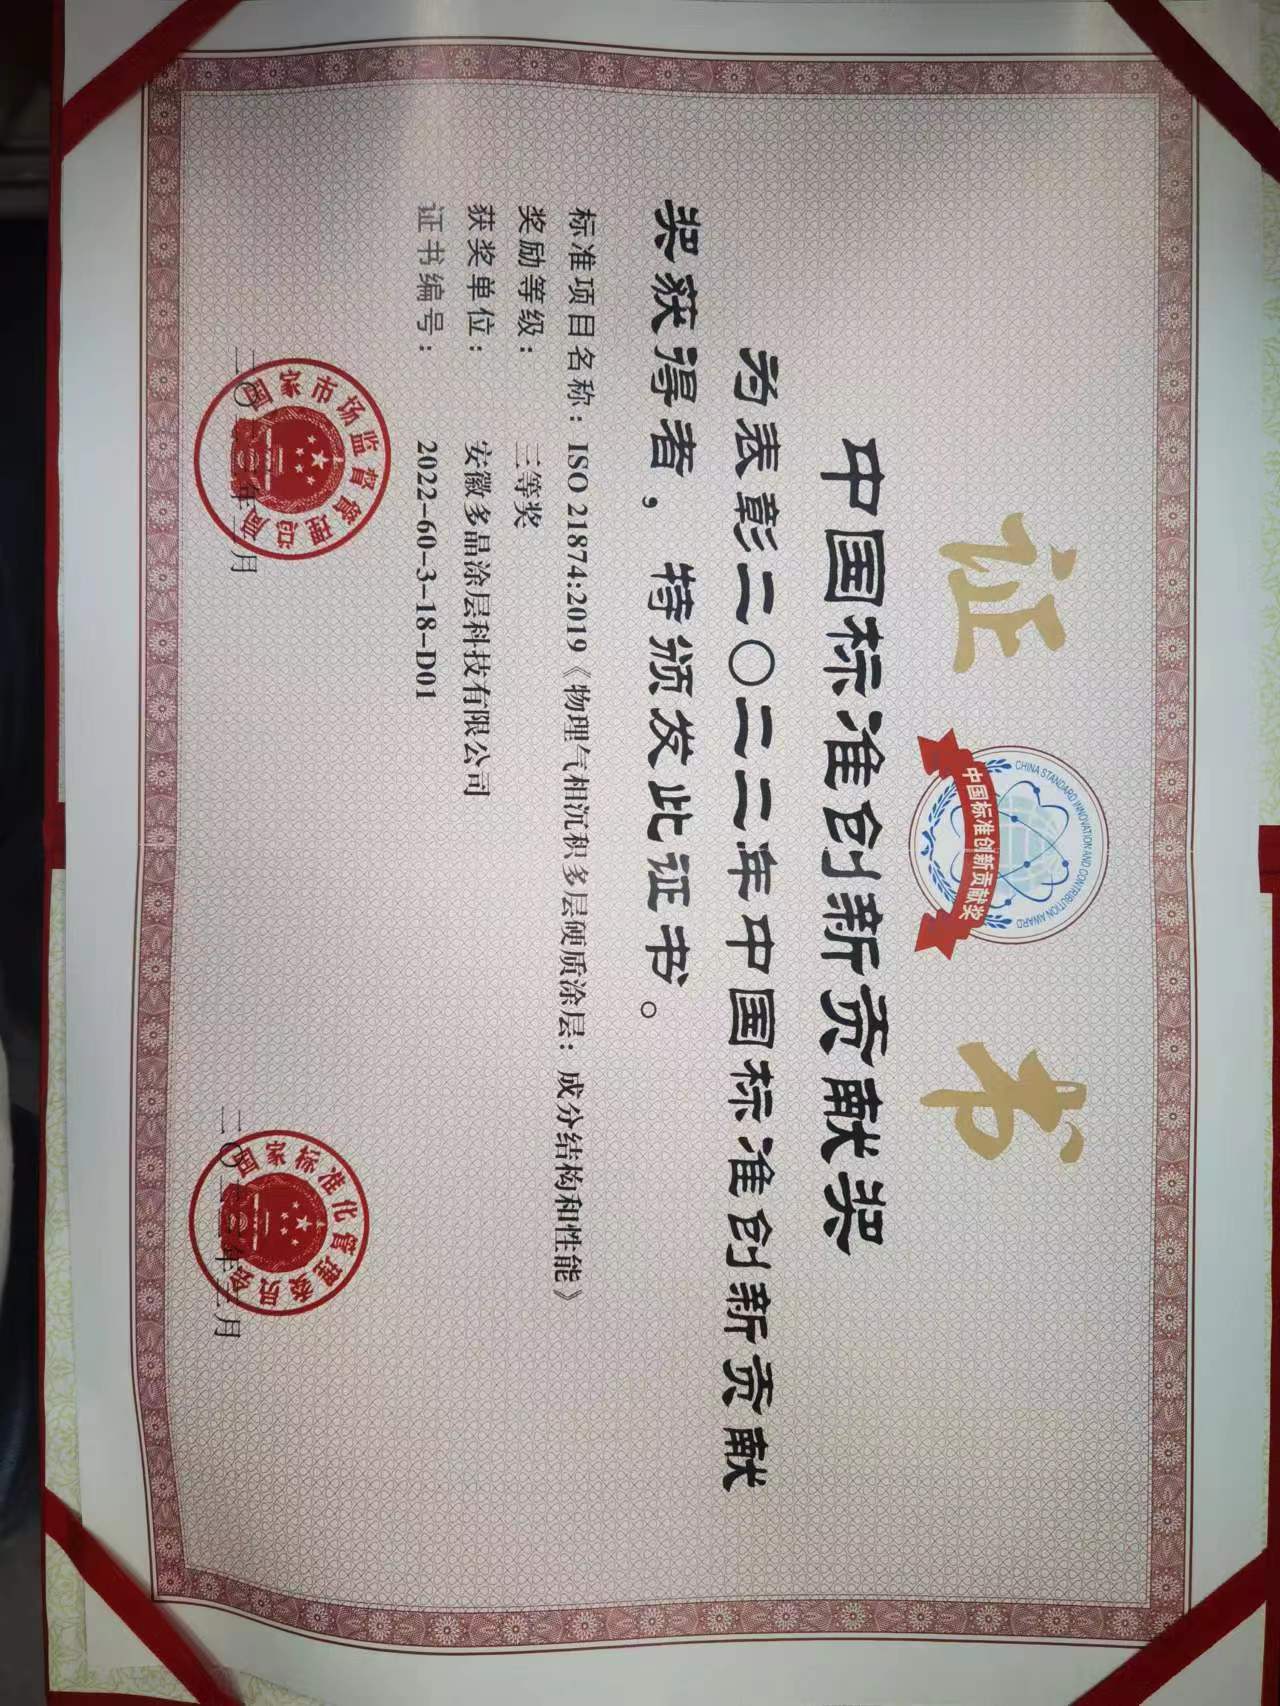 证 书
CHINA STANDARD INNOVATION AND CONTRIBUTION AWARD
中国标准创新贡献奖
中国标准创新贡献奖
为表彰二〇二二年中国标准创新贡献
奖获得者，特颁发此证书。
标准项目名称：ISO 21874:2019《物理气相沉积多层硬质涂层：成分结构和性能》
奖励等级：三等奖
获奖单位：安徽多晶涂层科技有限公司
证书编号：2022-60-3-18-D01
国家市场监督管理总局
国家标准化管理委员会